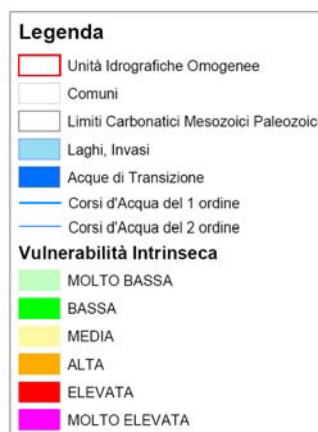 Legenda
Unità Idrografiche Omogenee
Comuni
Limiti Carbonatici Mesozoici Paleozoic
Laghi, Invasi
Acque di Transizione
Corsi d'Acqua del 1 ordine
Corsi d'Acqua del 2 ordine
Vulnerabilità Intrinseca
MOLTO BASSA
BASSA
MEDIA
ALTA
ELEVATA
MOLTO ELEVATA